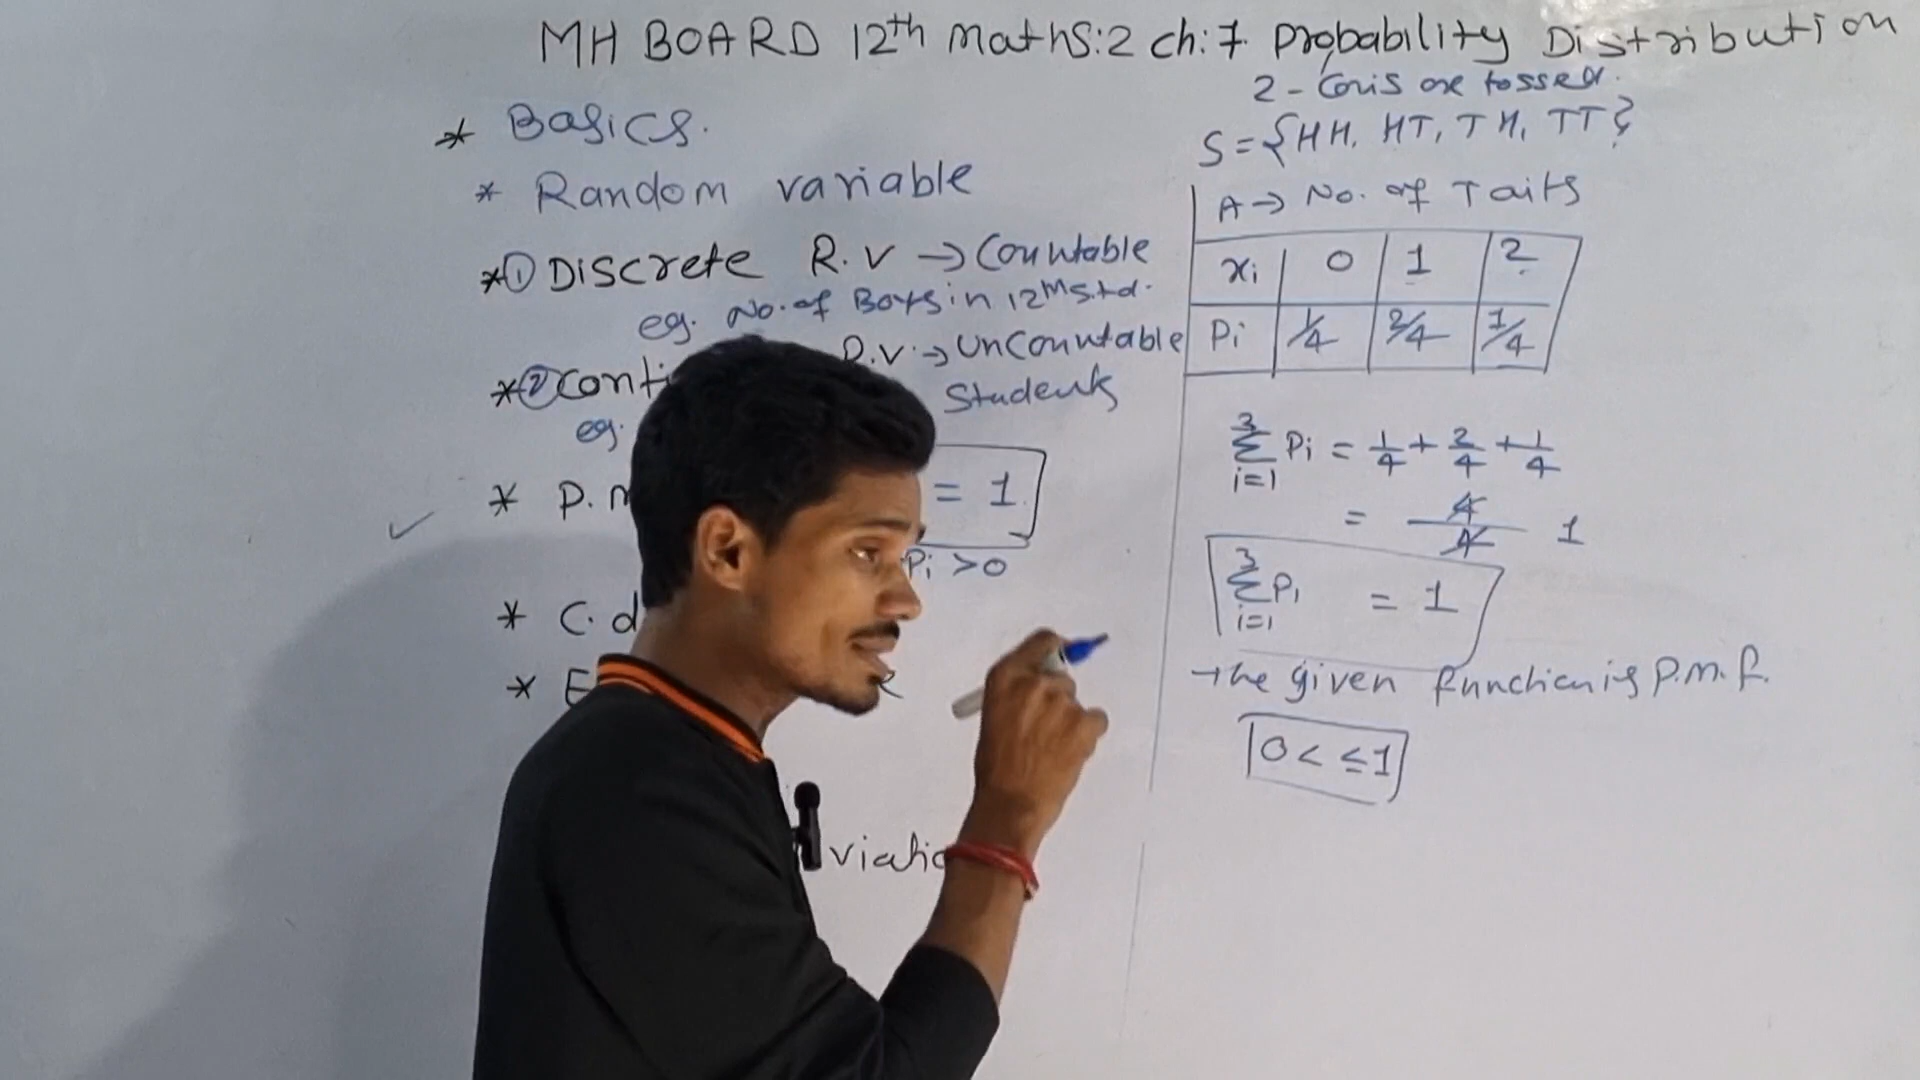 MH BOARD 12th Maths:2 ch:7 Probability Distribution
* Basics.
* Random variable
*① Discrete R.V → Countable
eg. No. of Boys in 12th Std.
*② Conti R.V. → Uncountable
eg. Students
* P.m = 1
Pi >0
* C.d
* E
viatio
2 - Coins are tossed.
S = {HH, HT, TH, TT}
A → No. of Tails
xi 0 1 2
Pi 1/4 2/4 1/4
3 Σ i=1 Pi = 1/4 + 2/4 + 1/4
= 4/4 1
3 Σ i=1 Pi = 1
The given function is P.m.f.
0 < ≤ 1